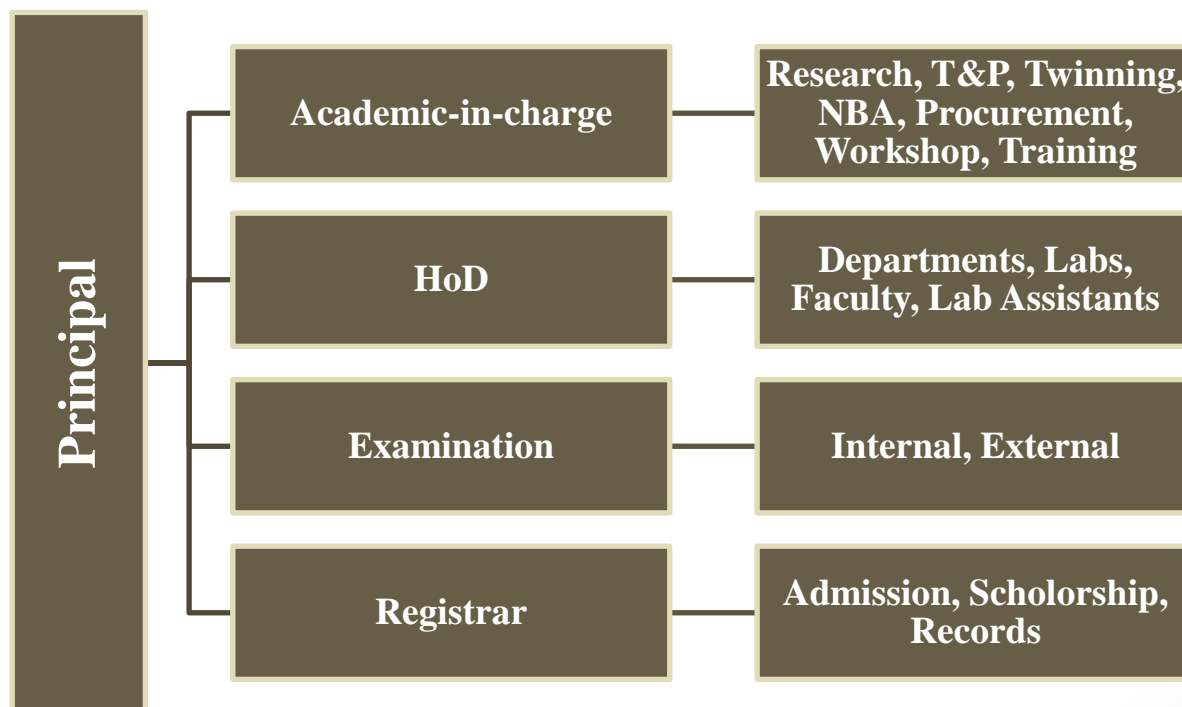 Principal
Academic-in-charge
Research, T&P, Twinning,
NBA, Procurement,
Workshop, Training
HoD
Departments, Labs,
Faculty, Lab Assistants
Examination
Internal, External
Registrar
Admission, Scholorship,
Records